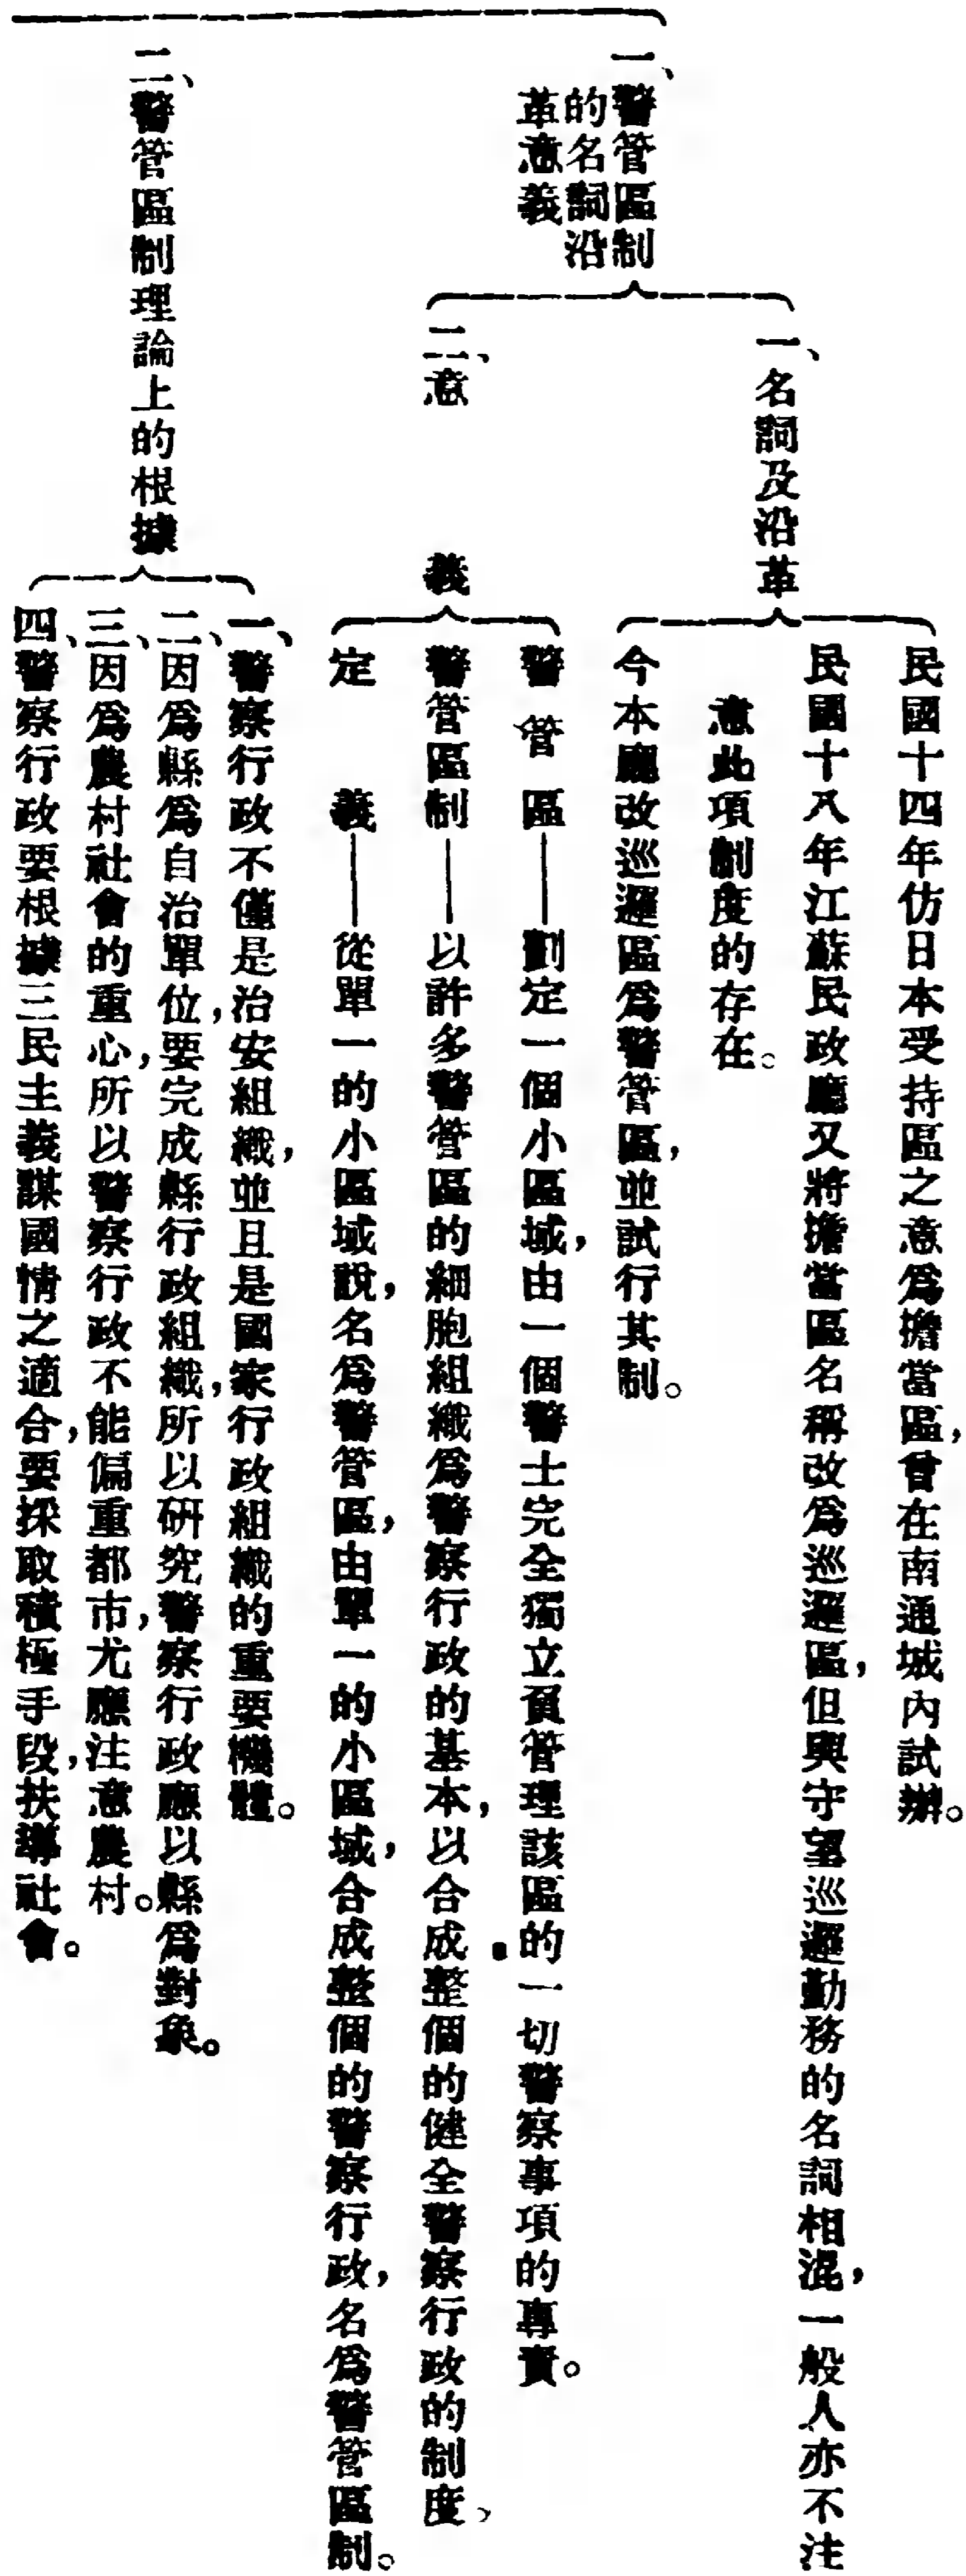 一、警管區制
的名詞沿
革意義
一、名詞及沿革
民國十四年仿日本受持區之意爲擔當區，曾在南通城內試辦。
民國十八年江蘇民政廳又將擔當區名稱改爲巡邏區，但與守望巡邏勤務的名詞相混，一般人亦不注
意此項制度的存在。
今本廳改巡邏區爲警管區，並試行其制。
二、意義
警管區——劃定一個小區域，由一個警士完全獨立負管理該區的一切警察事項的專責。
警管區制——以許多警管區的細胞組織爲警察行政的基本，以合成整個的健全警察行政的制度、
定義——從單一的小區域說，名爲警管區，由單一的小區域，合成整個的警察行政，名爲警管區制。
二、警管區制理論上的根據
一、警察行政不僅是治安組織，並且是國家行政組織的重要機體。
二、因爲縣爲自治單位，要完成縣行政組織，所以研究警察行政應以縣爲對象。
三、因爲農村社會的重心，所以警察行政不能偏重都市，尤應注意農村。
四、警察行政要根據三民主義謀國情之適合，要採取積極手段，扶導社會。